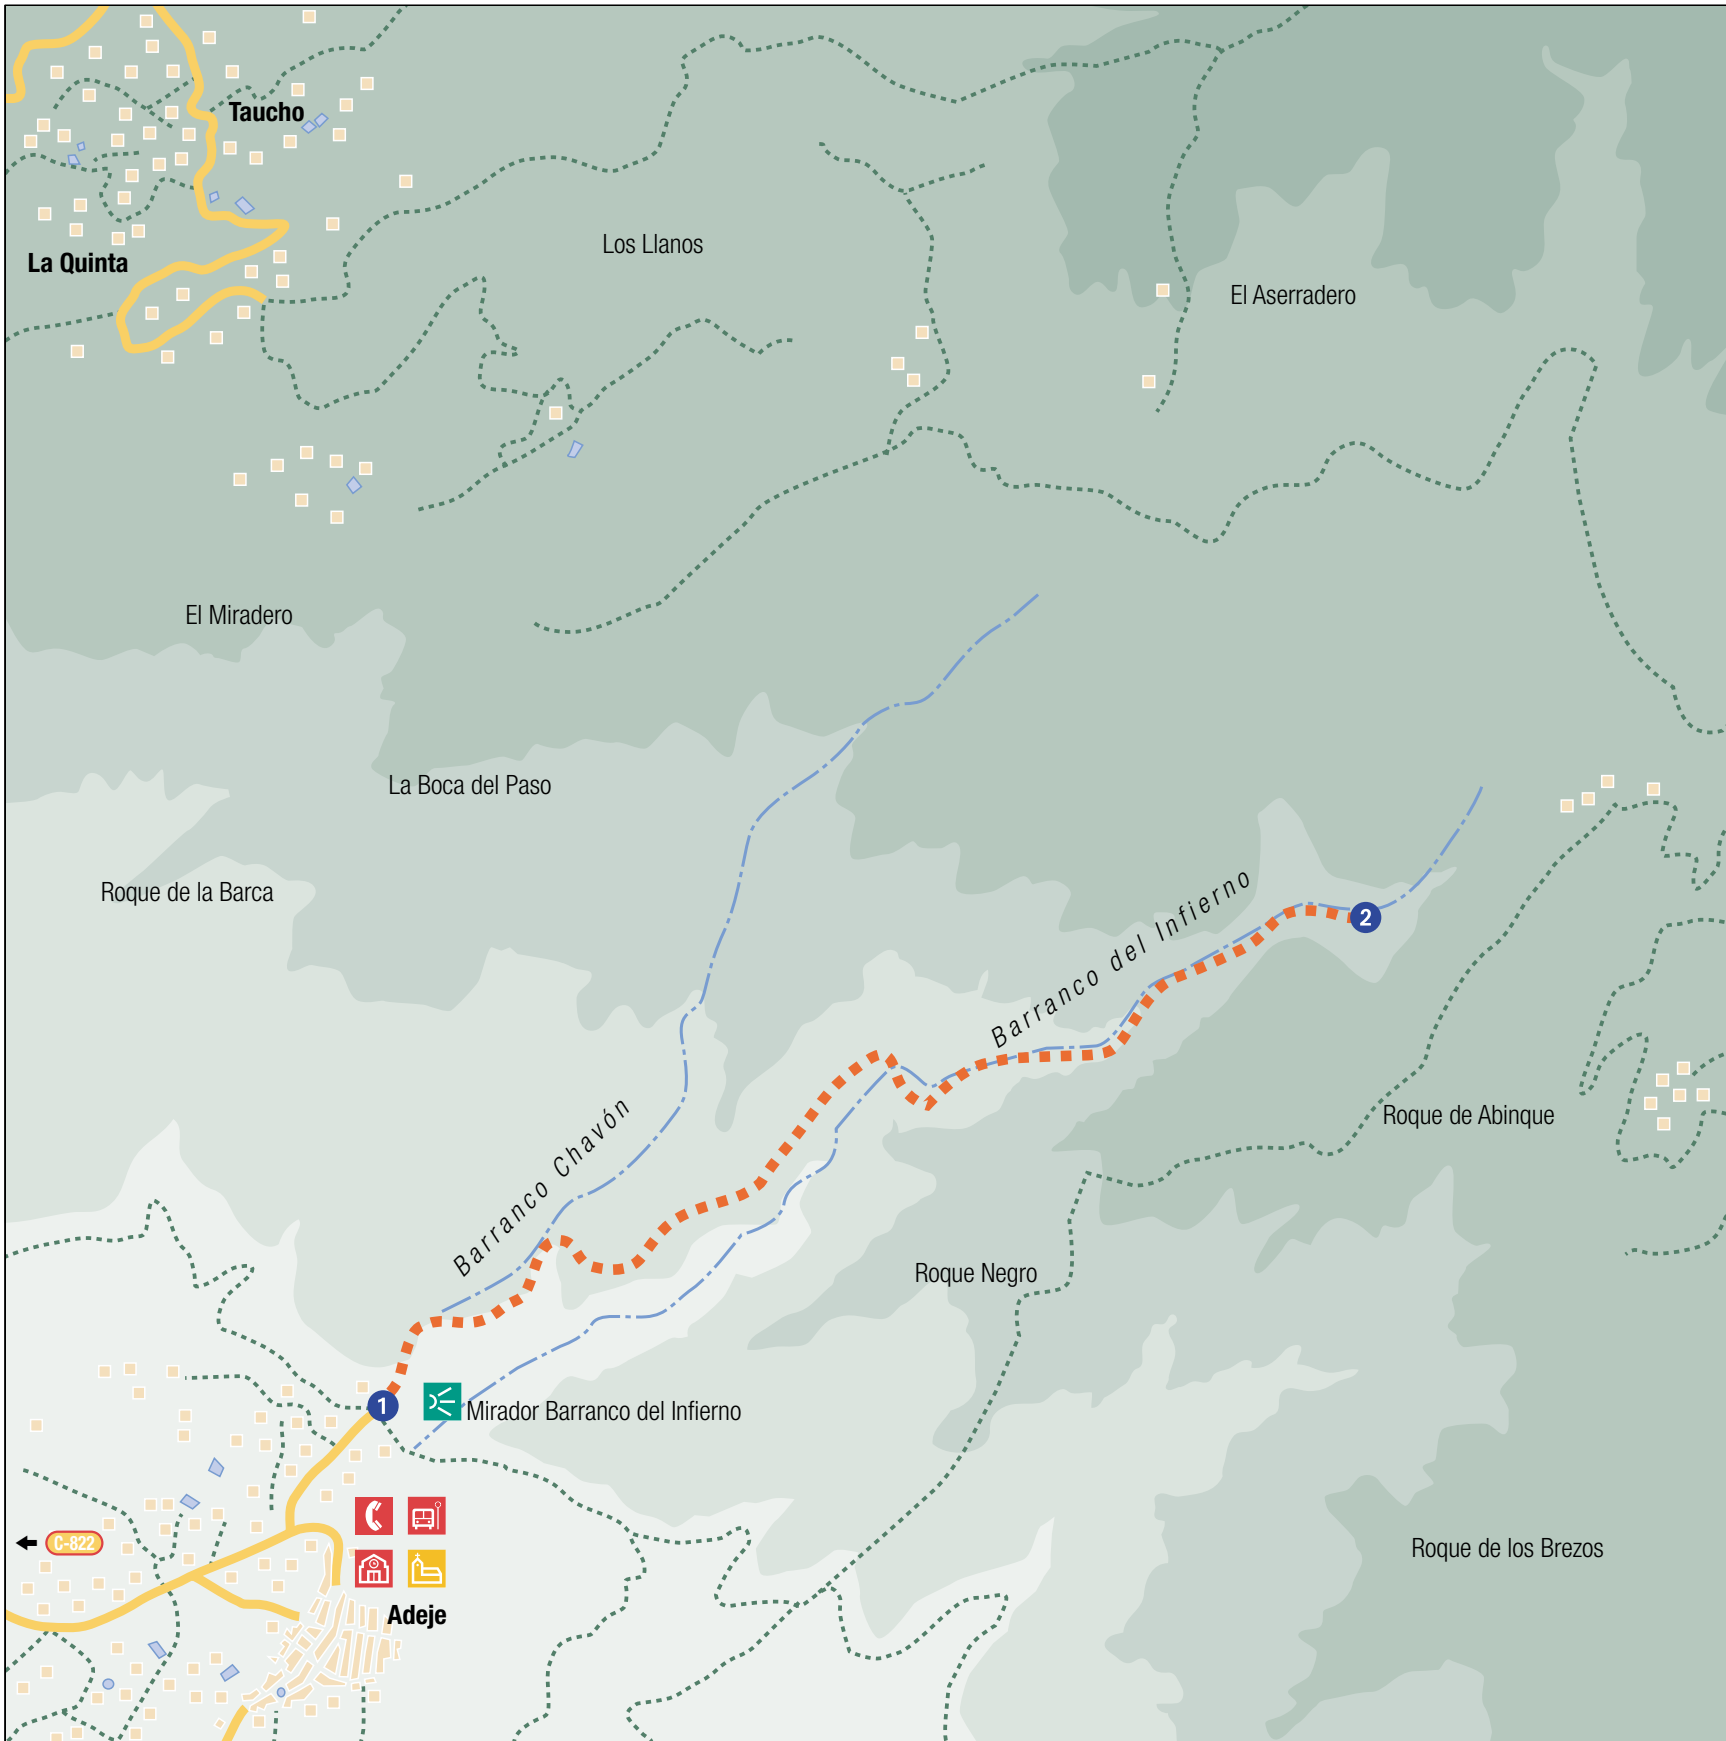 Taucho
La Quinta
Los Llanos
El Aserradero
El Miradero
La Boca del Paso
Roque de la Barca
Barranco del Infierno
2
Barranco Chavón
Roque de Abinque
Roque Negro
1
Mirador Barranco del Infierno
C-822
Roque de los Brezos
Adeje